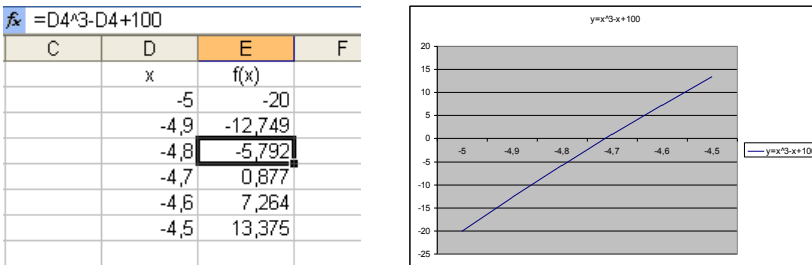 fx =D4^3-D4+100
C D E F
x f(x)
-5 -20
-4,9 -12,749
-4,8 -5,792
-4,7 0,877
-4,6 7,264
-4,5 13,375
y=x^3-x+100
20
15
10
5
0
-5 -4,9 -4,8 -4,7 -4,6 -4,5
-5
-10
-15
-20
-25
y=x^3-x+100